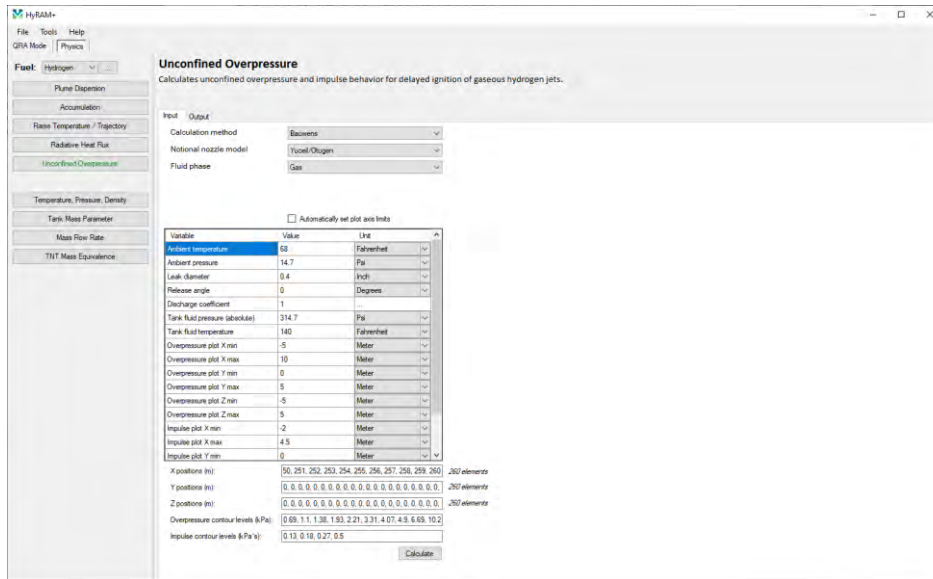 HyRAM+
File Tools Help
QRA Mode Physics
Fuel: Hydrogen ...
Plume Dispersion
Accumulation
Flame Temperature / Trajectory
Radiative Heat Flux
Unconfined Overpressure
Temperature, Pressure, Density
Tank Mass Parameter
Mass Flow Rate
TNT Mass Equivalence
Unconfined Overpressure
Calculates unconfined overpressure and impulse behavior for delayed ignition of gaseous hydrogen jets.
Input Output
Calculation method Bauwens
Notional nozzle model Yucel/Otugen
Fluid phase Gas
Automatically set plot axis limits
Variable Value Unit
Ambient temperature 68 Fahrenheit
Ambient pressure 14.7 Psi
Leak diameter 0.4 Inch
Release angle 0 Degrees
Discharge coefficient 1 ...
Tank fluid pressure (absolute) 314.7 Psi
Tank fluid temperature 140 Fahrenheit
Overpressure plot X min -5 Meter
Overpressure plot X max 10 Meter
Overpressure plot Y min 0 Meter
Overpressure plot Y max 5 Meter
Overpressure plot Z min -5 Meter
Overpressure plot Z max 5 Meter
Impulse plot X min -2 Meter
Impulse plot X max 4.5 Meter
Impulse plot Y min 0 Meter
X positions (m): 50, 251, 252, 253, 254, 255, 256, 257, 258, 259, 260 260 elements
Y positions (m): 0, 0, 0, 0, 0, 0, 0, 0, 0, 0, 0, 0, 0, 0, 0, 0, 0, 0, 0, 0, 0, 260 elements
Z positions (m): 0, 0, 0, 0, 0, 0, 0, 0, 0, 0, 0, 0, 0, 0, 0, 0, 0, 0, 0, 0, 0, 260 elements
Overpressure contour levels (kPa): 0.69, 1.1, 1.38, 1.93, 2.21, 3.31, 4.07, 4.9, 6.69, 10.2
Impulse contour levels (kPa*s): 0.13, 0.18, 0.27, 0.5
Calculate